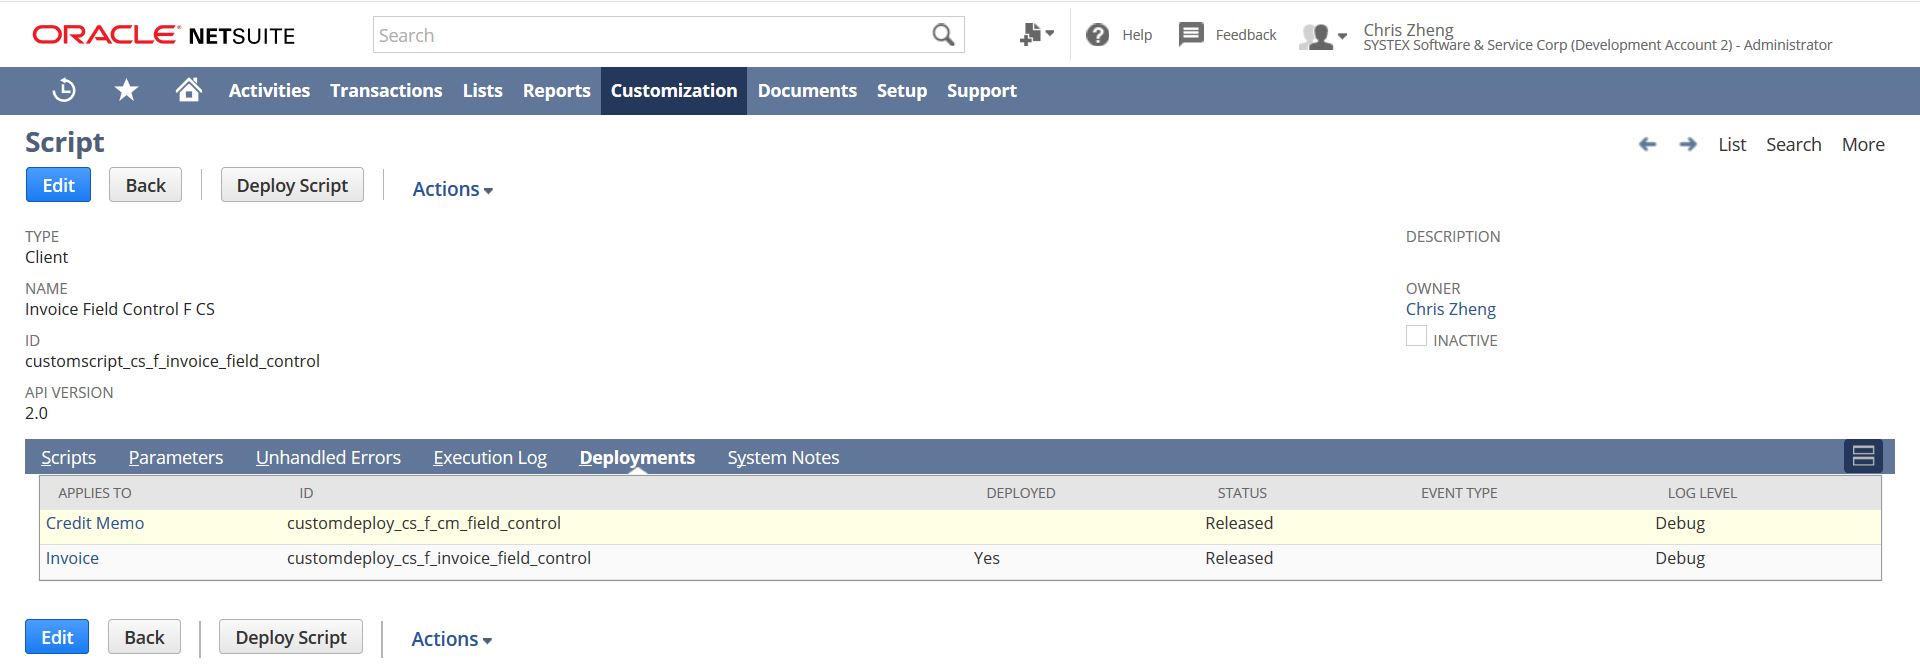 ORACLE NETSUITE
Search
Help
Feedback
Chris Zheng
SYSTEX Software & Service Corp (Development Account 2) - Administrator
Activities Transactions Lists Reports Customization Documents Setup Support
Script
List Search More
Edit Back Deploy Script Actions
TYPE
Client
NAME
Invoice Field Control F CS
ID
customscript_cs_f_invoice_field_control
API VERSION
2.0
DESCRIPTION
OWNER
Chris Zheng
INACTIVE
Scripts Parameters Unhandled Errors Execution Log Deployments System Notes
APPLIES TO ID DEPLOYED STATUS EVENT TYPE LOG LEVEL
Credit Memo customdeploy_cs_f_cm_field_control Released Debug
Invoice customdeploy_cs_f_invoice_field_control Yes Released Debug
Edit Back Deploy Script Actions